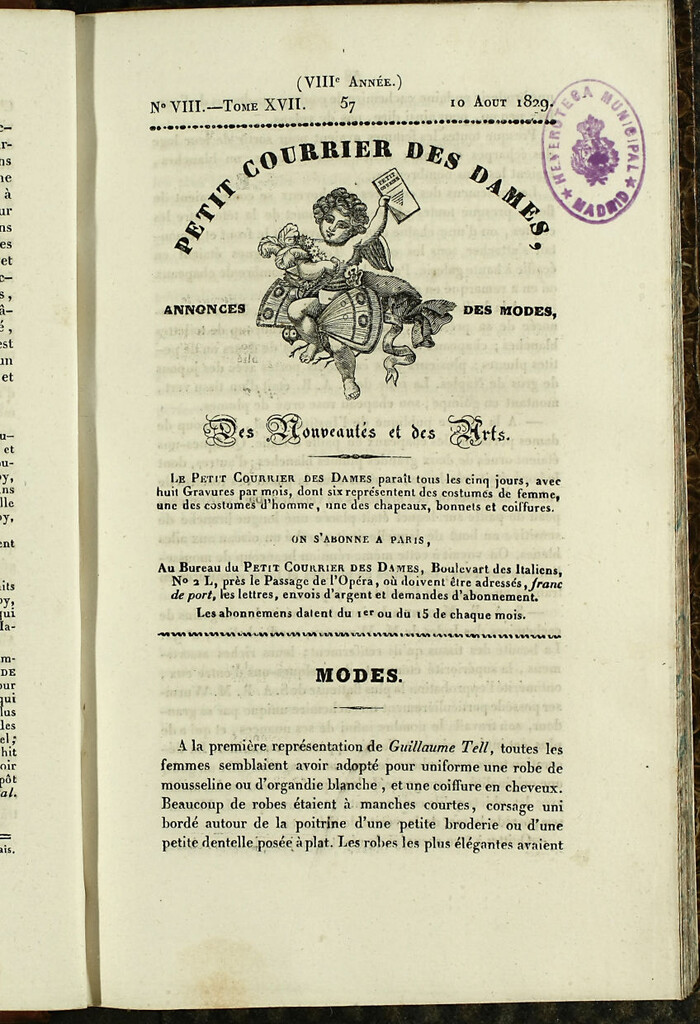 (VIIIe Année.)
No VIII.—Tome XVII. 57 10 Aout 1829.
HEMEROTECA MUNICIPAL
★ MADRID ★
PETIT COURRIER DES DAMES,
PETIT
ANNONCES DES MODES,
Des Nouveautés et des Arts.
Le Petit Courrier des Dames paraît tous les cinq jours, avec
huit Gravures par mois, dont six représentent des costumes de femme,
une des costumes d'homme, une des chapeaux, bonnets et coiffures.
ON S'ABONNE A PARIS,
Au Bureau du Petit Courrier des Dames, Boulevart des Italiens,
No 2 L, près le Passage de l'Opéra, où doivent être adressés, franc
de port, les lettres, envois d'argent et demandes d'abonnement.
Les abonnemens datent du 1er ou du 15 de chaque mois.
MODES.
A la première représentation de Guillaume Tell, toutes les
femmes semblaient avoir adopté pour uniforme une robe de
mousseline ou d'organdie blanche, et une coiffure en cheveux.
Beaucoup de robes étaient à manches courtes, corsage uni
bordé autour de la poitrine d'une petite broderie ou d'une
petite dentelle posée à plat. Les robes les plus élégantes avaient